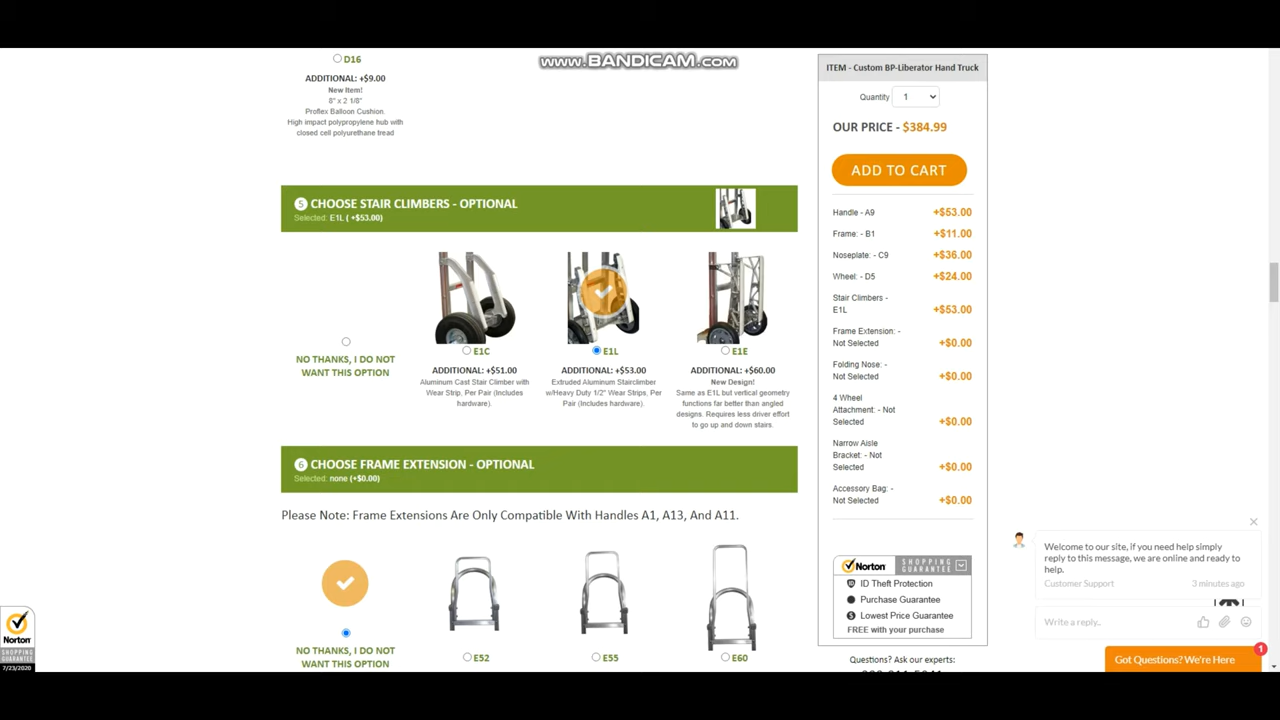 www.BANDICAM.com
D16
ADDITIONAL: +$9.00
New Item!
8" x 2 1/8"
Proflex Balloon Cushion.
High impact polypropylene hub with
closed cell polyurethane tread
5 CHOOSE STAIR CLIMBERS - OPTIONAL
Selected: E1L ( +$53.00)
NO THANKS, I DO NOT
WANT THIS OPTION
E1C
ADDITIONAL: +$51.00
Aluminum Cast Stair Climber with
Wear Strip, Per Pair (Includes
hardware).
E1L
ADDITIONAL: +$53.00
Extruded Aluminum Stairclimber
w/Heavy Duty 1/2" Wear Strips, Per
Pair (Includes hardware).
E1E
ADDITIONAL: +$60.00
New Design!
Same as E1L but vertical geometry
functions far better than angled
designs. Requires less driver effort
to go up and down stairs.
6 CHOOSE FRAME EXTENSION - OPTIONAL
Selected: none (+$0.00)
Please Note: Frame Extensions Are Only Compatible With Handles A1, A13, And A11.
NO THANKS, I DO NOT
WANT THIS OPTION
E52
E55
E60
ITEM - Custom BP-Liberator Hand Truck
Quantity 1
OUR PRICE - $384.99
ADD TO CART
Handle - A9 +$53.00
Frame: - B1 +$11.00
Noseplate: - C9 +$36.00
Wheel: - D5 +$24.00
Stair Climbers -
E1L +$53.00
Frame Extension: -
Not Selected +$0.00
Folding Nose: -
Not Selected +$0.00
4 Wheel
Attachment: - Not
Selected +$0.00
Narrow Aisle
Bracket: - Not
Selected +$0.00
Accessory Bag: -
Not Selected +$0.00
Norton SHOPPING
GUARANTEE
ID Theft Protection
Purchase Guarantee
Lowest Price Guarantee
FREE with your purchase
Questions? Ask our experts:
Welcome to our site, if you need help simply
reply to this message, we are online and ready to
help.
Customer Support 3 minutes ago
Write a reply..
Got Questions? We're Here
1
Norton
SHOPPING
GUARANTEE
7/23/2020